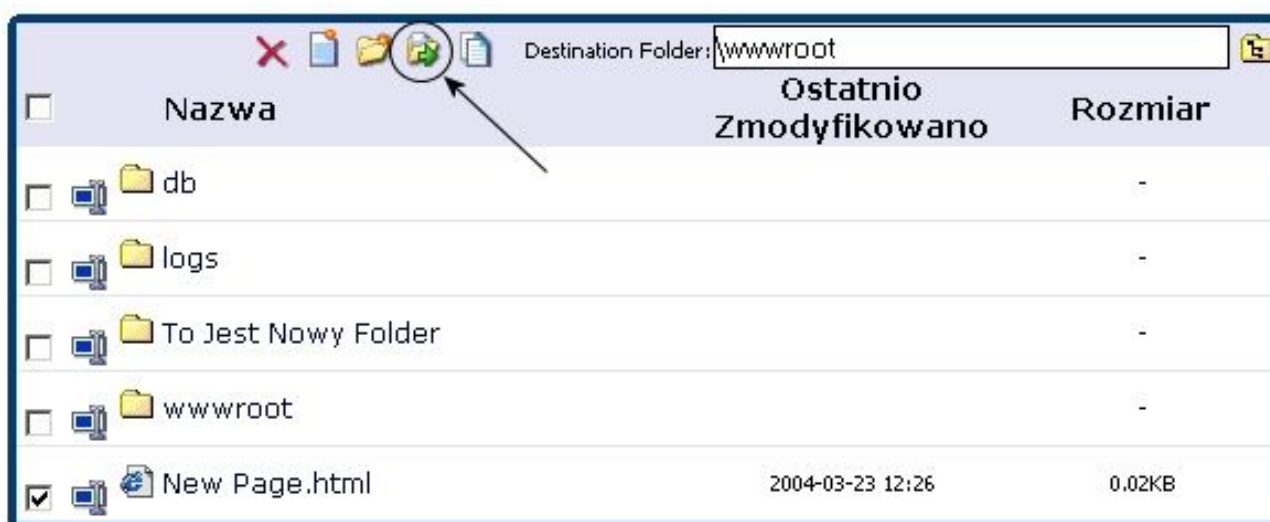 Destination Folder: \wwwroot
Nazwa
Ostatnio
Zmodyfikowano
Rozmiar
db -
logs -
To Jest Nowy Folder -
wwwroot -
New Page.html 2004-03-23 12:26 0.02KB